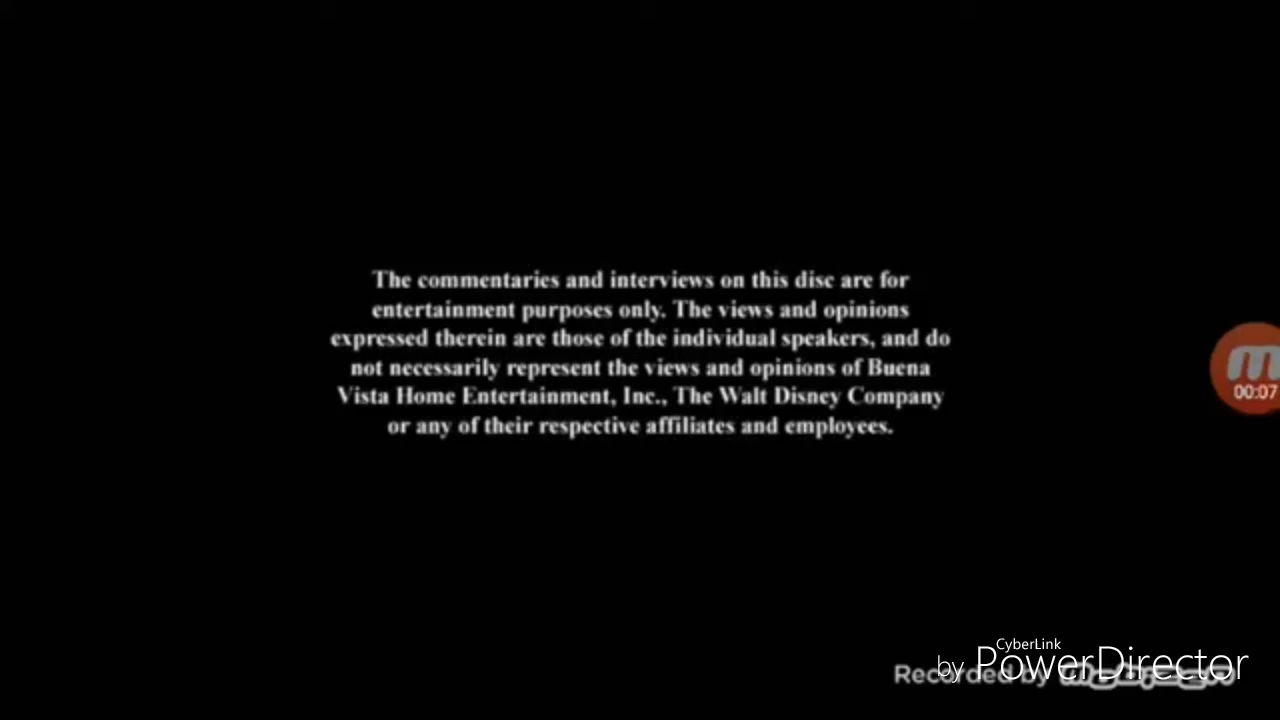 The commentaries and interviews on this disc are for
entertainment purposes only. The views and opinions
expressed therein are those of the individual speakers, and do
not necessarily represent the views and opinions of Buena
Vista Home Entertainment, Inc., The Walt Disney Company
or any of their respective affiliates and employees.
m
00:07
CyberLink
by PowerDirector
Recorded by